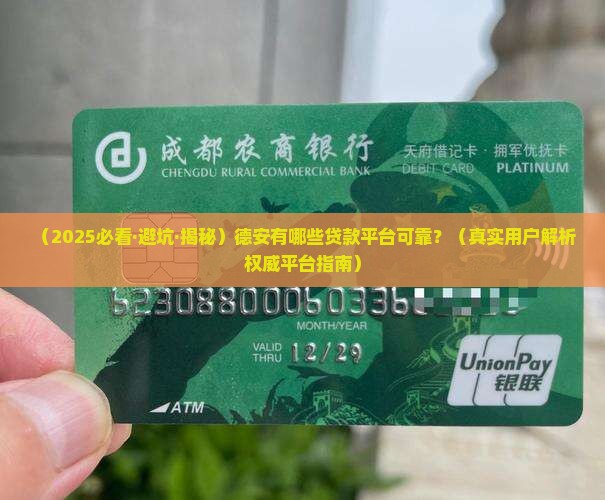 成都农商银行
CHENGDU RURAL COMMERCIAL BANK
天府借记卡·拥军优抚卡
DEBIT CARD PLATINUM
（2025必看·避坑·揭秘）德安有哪些贷款平台可靠？（真实用户解析
权威平台指南）
MONTH/YEAR
VALID
THRU 12/29
UnionPay
银联
ATM